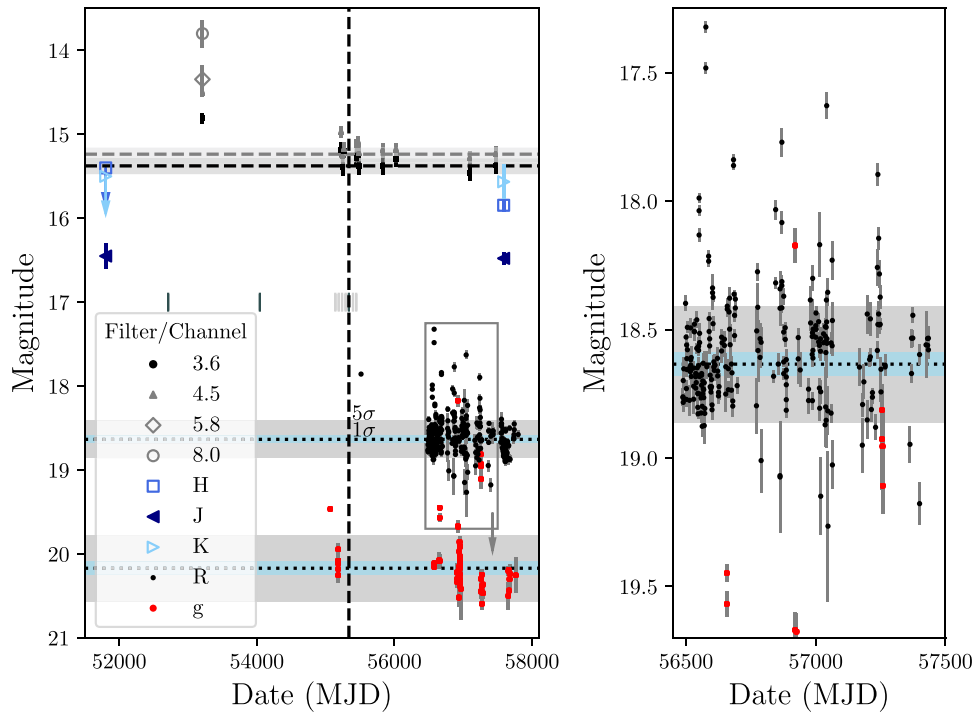 14
15
16
17
18
19
20
21
Magnitude
Filter/Channel
3.6
4.5
5.8
8.0
H
J
K
R
g
5σ
1σ
52000 54000 56000 58000
Date (MJD)
17.5
18.0
18.5
19.0
19.5
Magnitude
56500 57000 57500
Date (MJD)